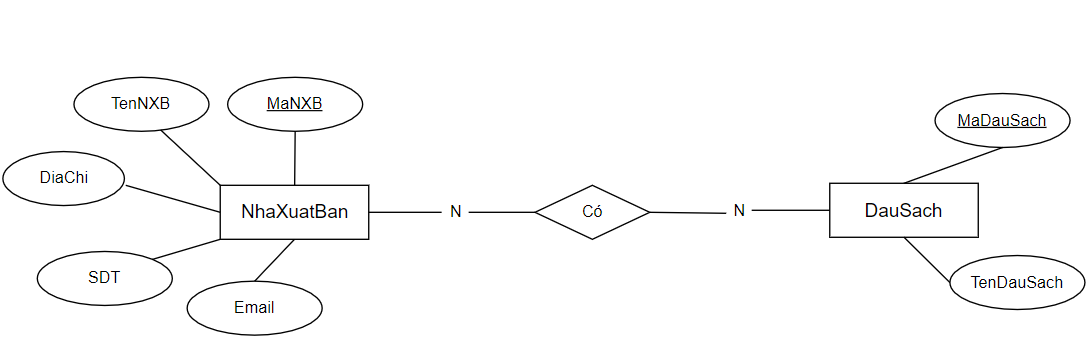 TenNXB
MaNXB
MaDauSach
DiaChi
NhaXuatBan
N
Có
N
DauSach
SDT
Email
TenDauSach